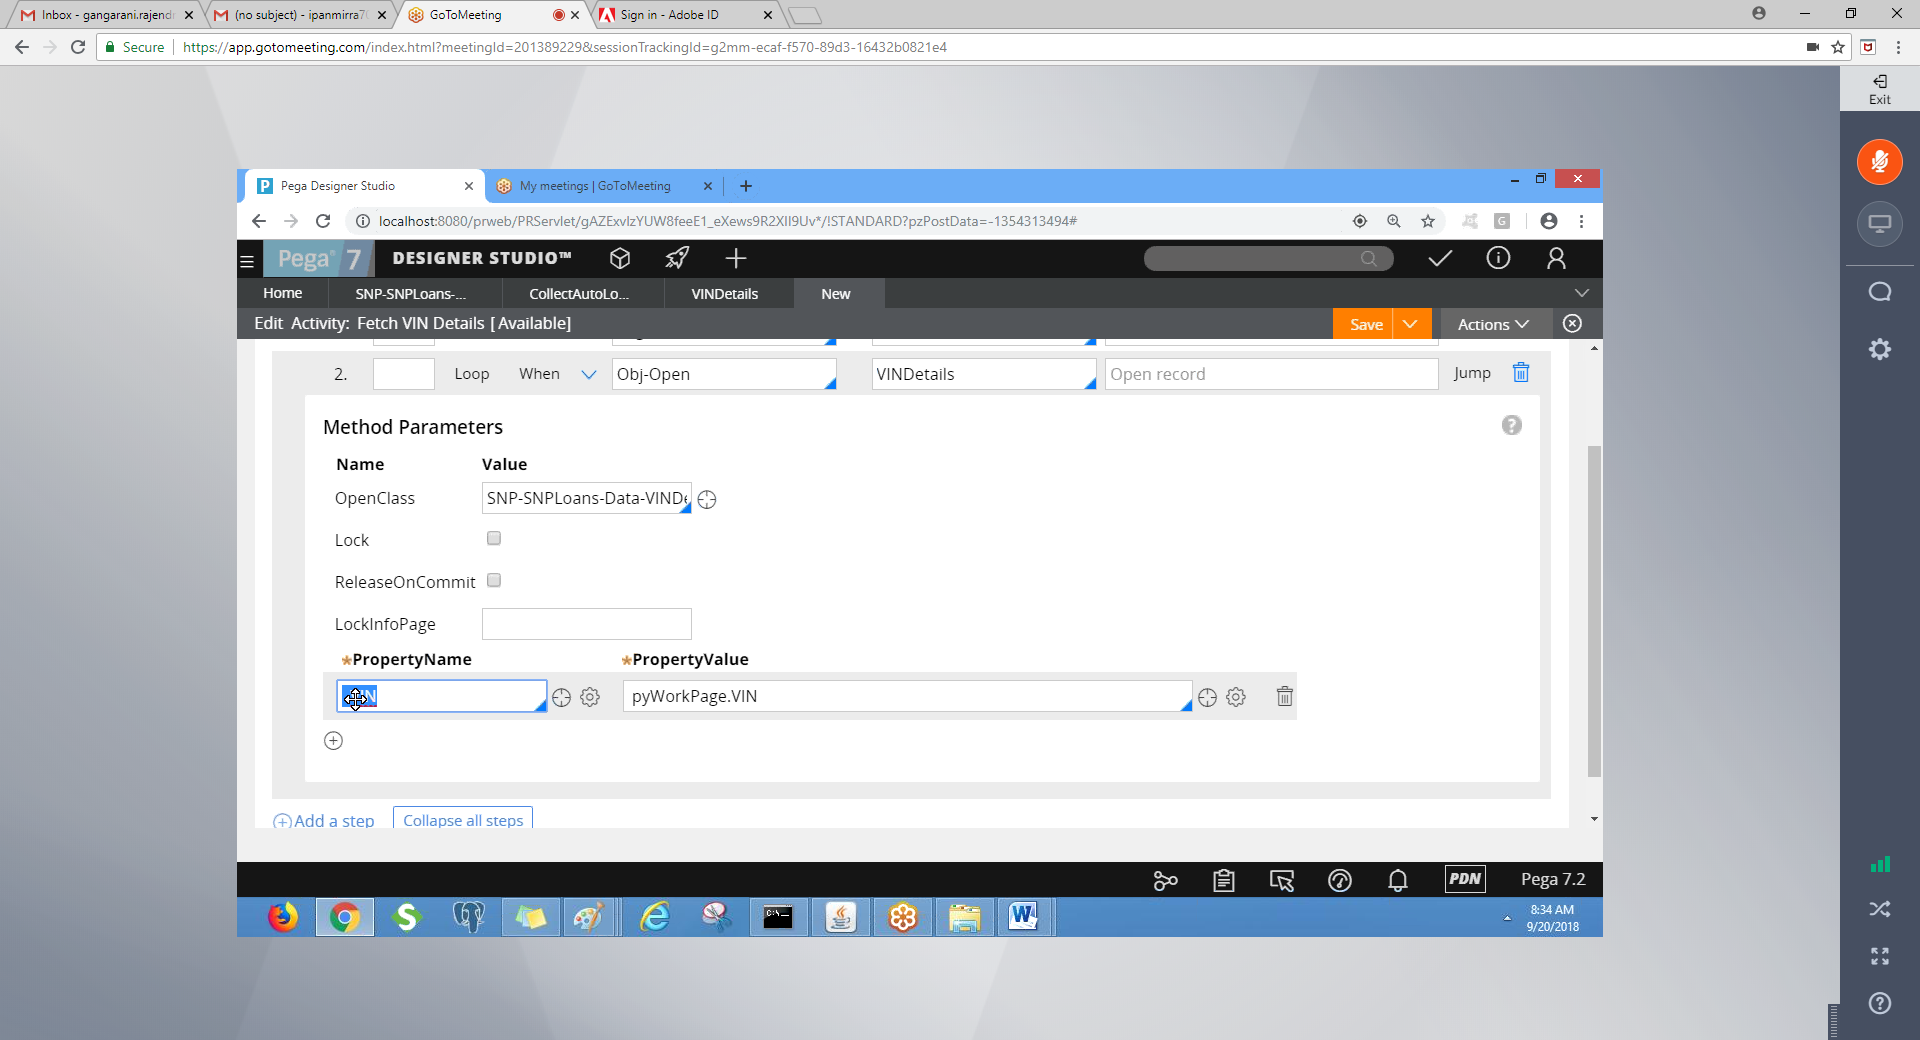 Inbox - gangarani.rajend
(no subject) - ipanmirra70
GoToMeeting
Sign in - Adobe ID
Secure
https://app.gotomeeting.com/index.html?meetingId=201389229&sessionTrackingId=g2mm-ecaf-f570-89d3-16432b0821e4
Exit
Pega Designer Studio
My meetings | GoToMeeting
localhost:8080/prweb/PRServlet/gAZExvlzYUW8feeE1_eXews9R2XII9Uv*/!STANDARD?pzPostData=-1354313494#
Pega 7
DESIGNER STUDIO™
Home
SNP-SNPLoans-...
CollectAutoLo...
VINDetails
New
Edit Activity: Fetch VIN Details [Available]
Save
Actions
2.
Loop
When
Obj-Open
VINDetails
Open record
Jump
Method Parameters
Name
Value
OpenClass
SNP-SNPLoans-Data-VINDe
Lock
ReleaseOnCommit
LockInfoPage
*PropertyName
*PropertyValue
pyWorkPage.VIN
Add a step
Collapse all steps
PDN
Pega 7.2
8:34 AM
9/20/2018